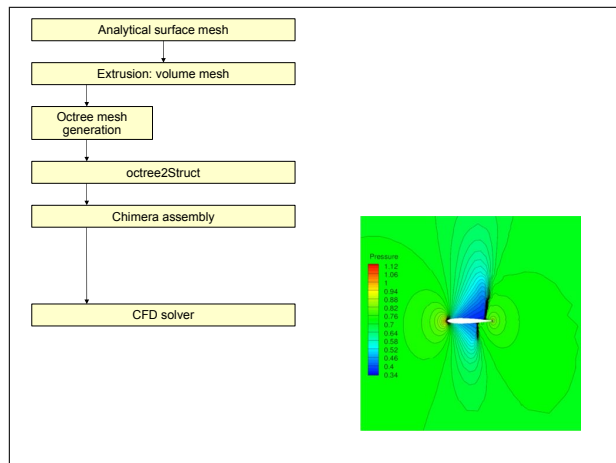 Analytical surface mesh
Extrusion: volume mesh
Octree mesh
generation
octree2Struct
Chimera assembly
CFD solver
Pressure
1.12
1.06
1
0.94
0.88
0.82
0.76
0.7
0.64
0.58
0.52
0.46
0.4
0.34